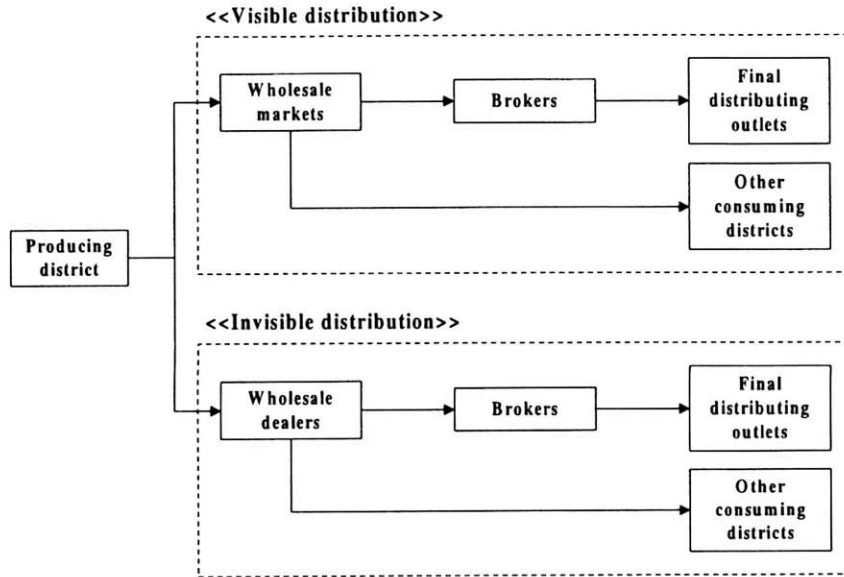 <<Visible distribution>>
Wholesale
markets
Brokers
Final
distributing
outlets
Other
consuming
districts
Producing
district
<<Invisible distribution>>
Wholesale
dealers
Brokers
Final
distributing
outlets
Other
consuming
districts